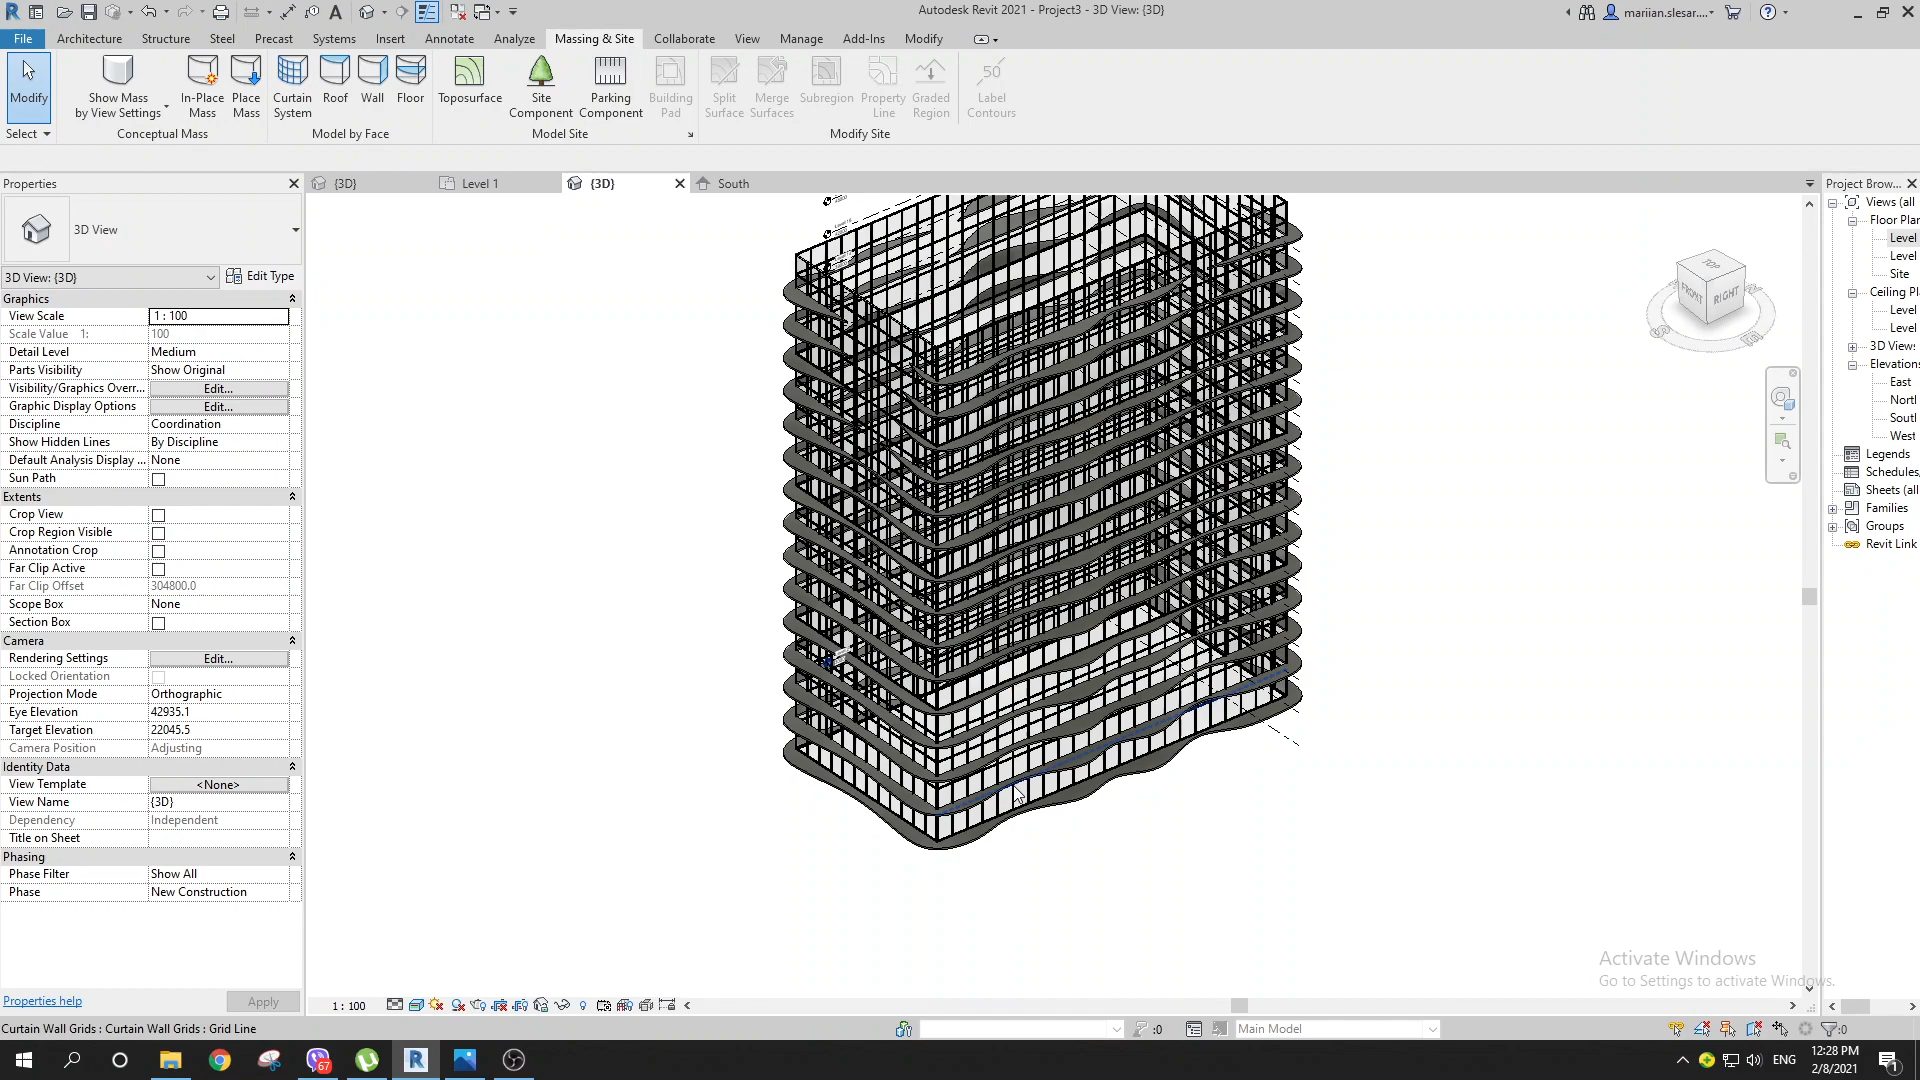 Autodesk Revit 2021 - Project3 - 3D View: {3D}
mariian.slesar....
File Architecture Structure Steel Precast Systems Insert Annotate Analyze Massing & Site Collaborate View Manage Add-Ins Modify
Modify
Show Mass by View Settings
In-Place Mass
Place Mass
Curtain System
Roof
Wall
Floor
Toposurface
Site Component
Parking Component
Building Pad
Split Surface
Merge Surfaces
Subregion
Property Line
Graded Region
50
Label Contours
Select
Conceptual Mass
Model by Face
Model Site
Modify Site
Properties
{3D}
Level 1
{3D}
South
Project Brow...
3D View
3D View: {3D}
Edit Type
Graphics
View Scale 1 : 100
Scale Value 1: 100
Detail Level Medium
Parts Visibility Show Original
Visibility/Graphics Overr... Edit...
Graphic Display Options Edit...
Discipline Coordination
Show Hidden Lines By Discipline
Default Analysis Display ... None
Sun Path
Extents
Crop View
Crop Region Visible
Annotation Crop
Far Clip Active
Far Clip Offset 304800.0
Scope Box None
Section Box
Camera
Rendering Settings Edit...
Locked Orientation
Projection Mode Orthographic
Eye Elevation 42935.1
Target Elevation 22045.5
Camera Position Adjusting
Identity Data
View Template <None>
View Name {3D}
Dependency Independent
Title on Sheet
Phasing
Phase Filter Show All
Phase New Construction
Properties help
Apply
TOP
FRONT
RIGHT
Views (all
Floor Plan
Level
Level
Site
Ceiling Pl
Level
Level
3D Views
Elevations
East
North
South
West
Legends
Schedules,
Sheets (all
Families
Groups
Revit Link
Activate Windows
Go to Settings to activate Windows.
1 : 100
Curtain Wall Grids : Curtain Wall Grids : Grid Line
:0
Main Model
:0
67
ENG
12:28 PM
2/8/2021
1